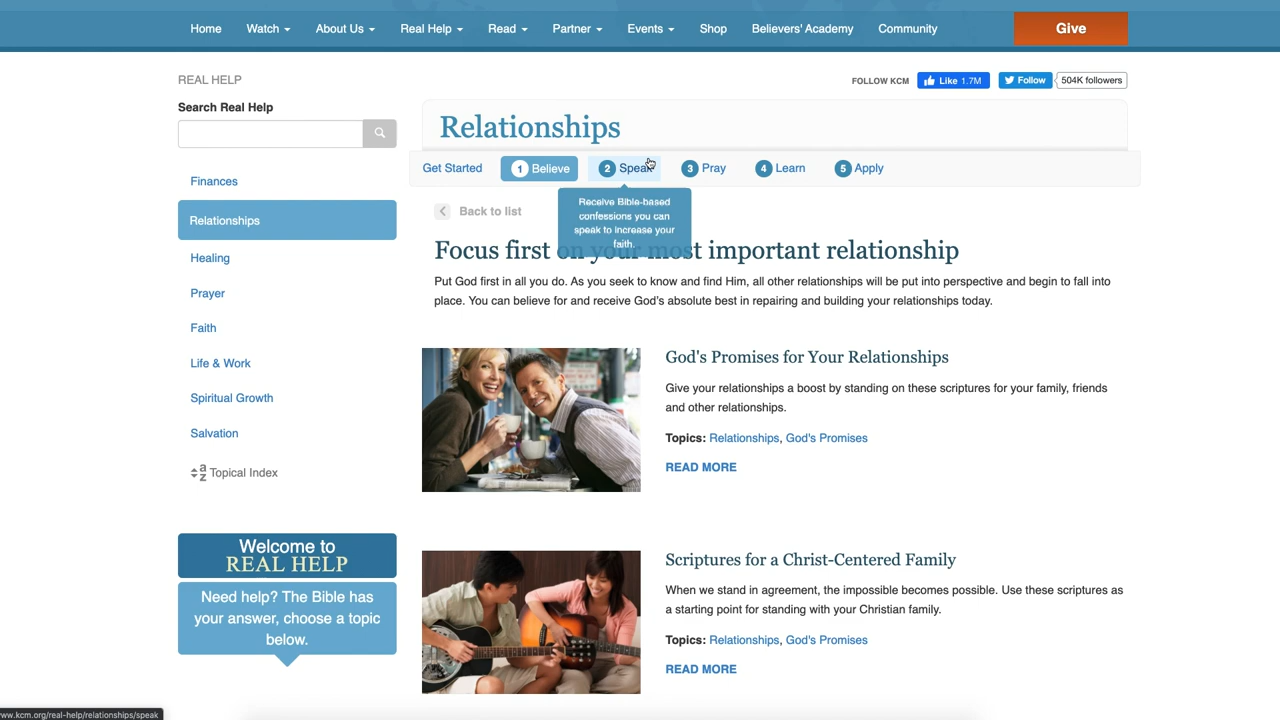 Home Watch About Us Real Help Read Partner Events Shop Believers' Academy Community Give
REAL HELP
FOLLOW KCM Like 1.7M Follow 504K followers
Search Real Help
Relationships
Get Started 1 Believe 2 Speak 3 Pray 4 Learn 5 Apply
Receive Bible-based
confessions you can
speak to increase your
faith.
Finances
Relationships
Healing
Prayer
Faith
Life & Work
Spiritual Growth
Salvation
Topical Index
Welcome to
REAL HELP
Need help? The Bible has
your answer, choose a topic
below.
Back to list
Focus first on your most important relationship
Put God first in all you do. As you seek to know and find Him, all other relationships will be put into perspective and begin to fall into
place. You can believe for and receive God's absolute best in repairing and building your relationships today.
God's Promises for Your Relationships
Give your relationships a boost by standing on these scriptures for your family, friends
and other relationships.
Topics: Relationships, God's Promises
READ MORE
Scriptures for a Christ-Centered Family
When we stand in agreement, the impossible becomes possible. Use these scriptures as
a starting point for standing with your Christian family.
Topics: Relationships, God's Promises
READ MORE
ww.kcm.org/real-help/relationships/speak